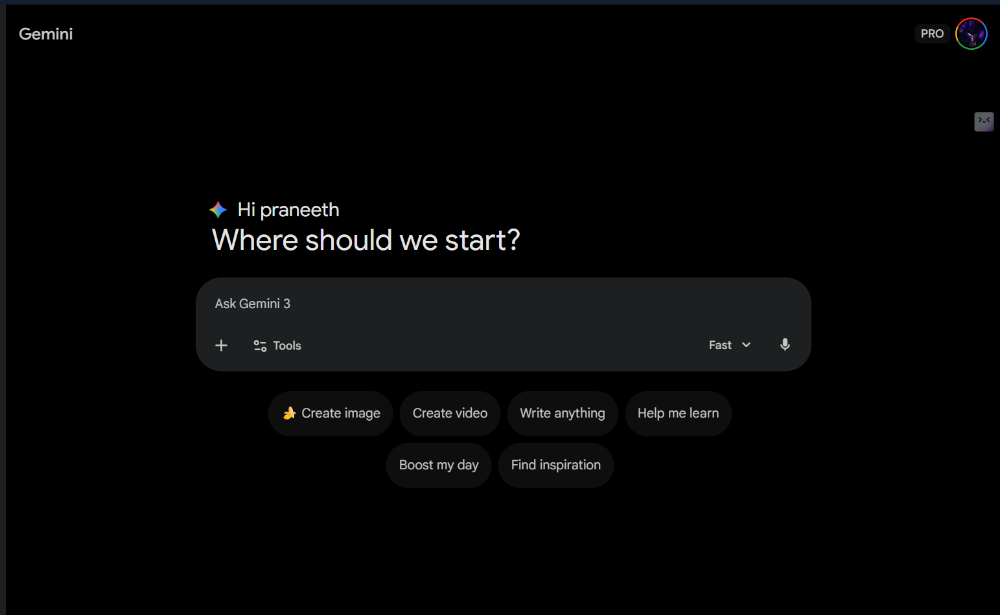 Gemini
PRO
Hi praneeth
Where should we start?
Ask Gemini 3
Tools
Fast
Create image
Create video
Write anything
Help me learn
Boost my day
Find inspiration